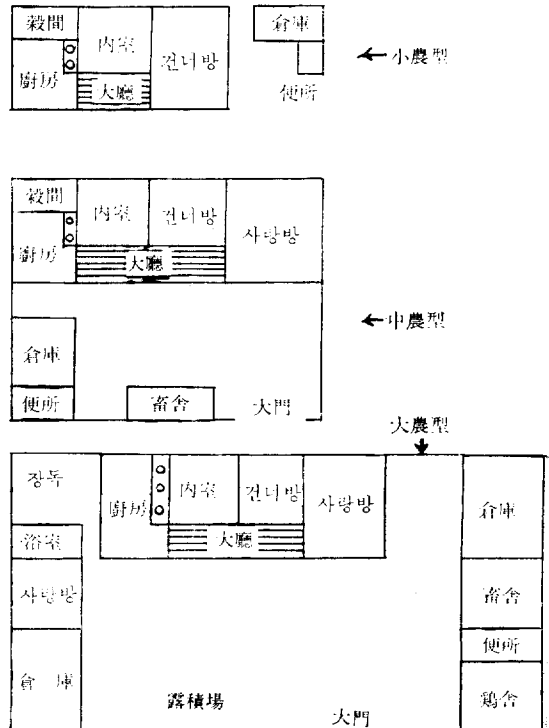 穀間
內室
건너방
廚房
大廳
倉庫
便所
←小農型
穀間
內室
건너방
사랑방
廚房
大廳
←中農型
倉庫
便所
畜舍
大門
大農型
장독
廚房
內室
건너방
사랑방
大廳
倉庫
浴室
사랑방
畜舍
便所
倉庫
露積場
大門
鶏舍